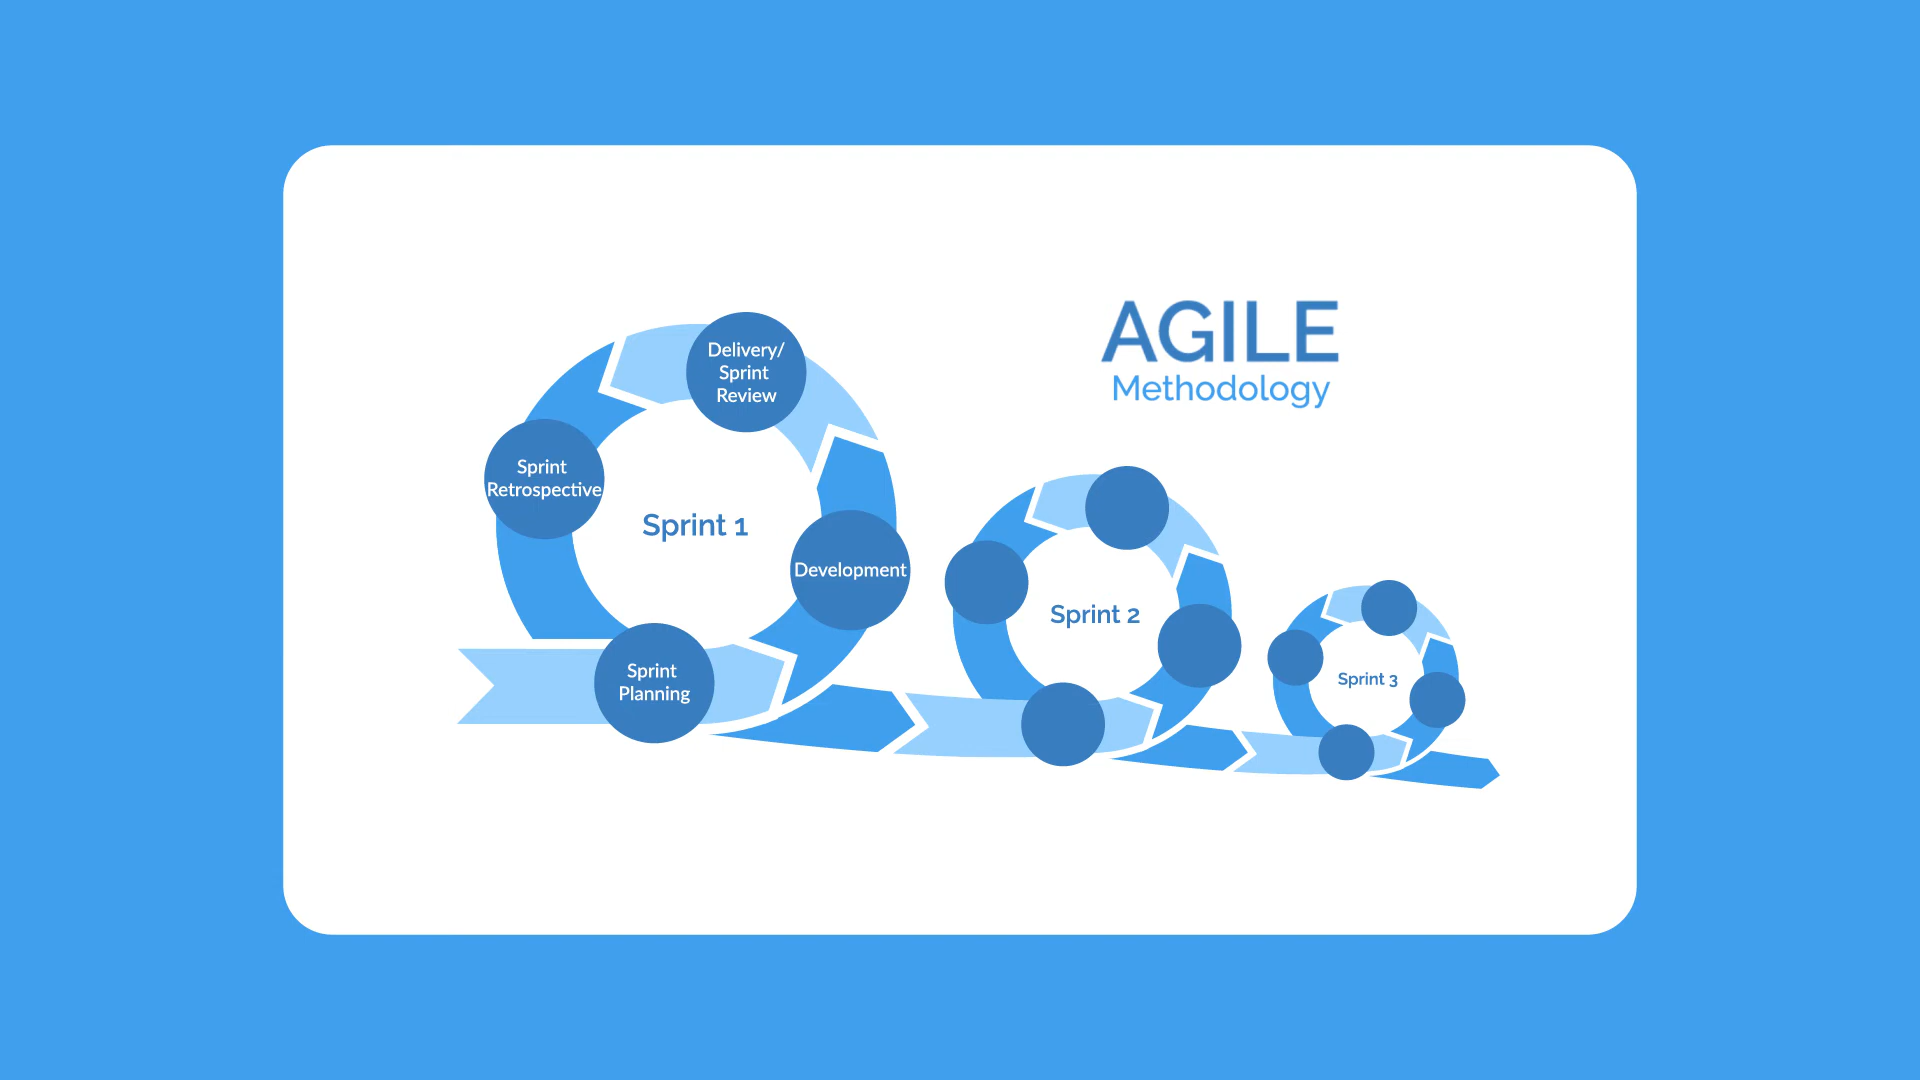 AGILE
Methodology
Delivery/
Sprint
Review
Sprint
Retrospective
Sprint 1
Development
Sprint
Planning
Sprint 2
Sprint 3